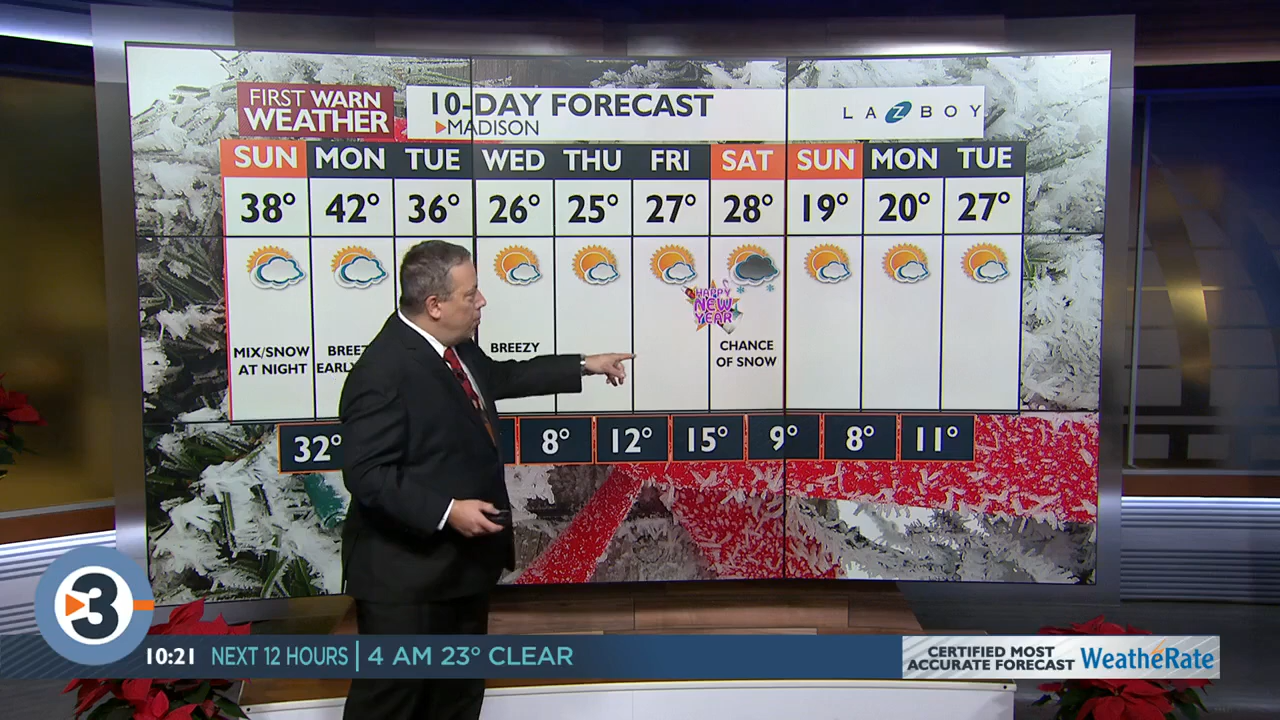 FIRST WARN
WEATHER
10-DAY FORECAST
MADISON
LA Z BOY
SUN MON TUE WED THU FRI SAT SUN MON TUE
38° 42° 36° 26° 25° 27° 28° 19° 20° 27°
HAPPY
NEW
YEAR
MIX/SNOW
AT NIGHT
EARLY
BREEZY
CHANCE
OF SNOW
32° 8° 12° 15° 9° 8° 11°
3
10:21 NEXT 12 HOURS | 4 AM 23° CLEAR
CERTIFIED MOST
ACCURATE FORECAST
WeatheRate